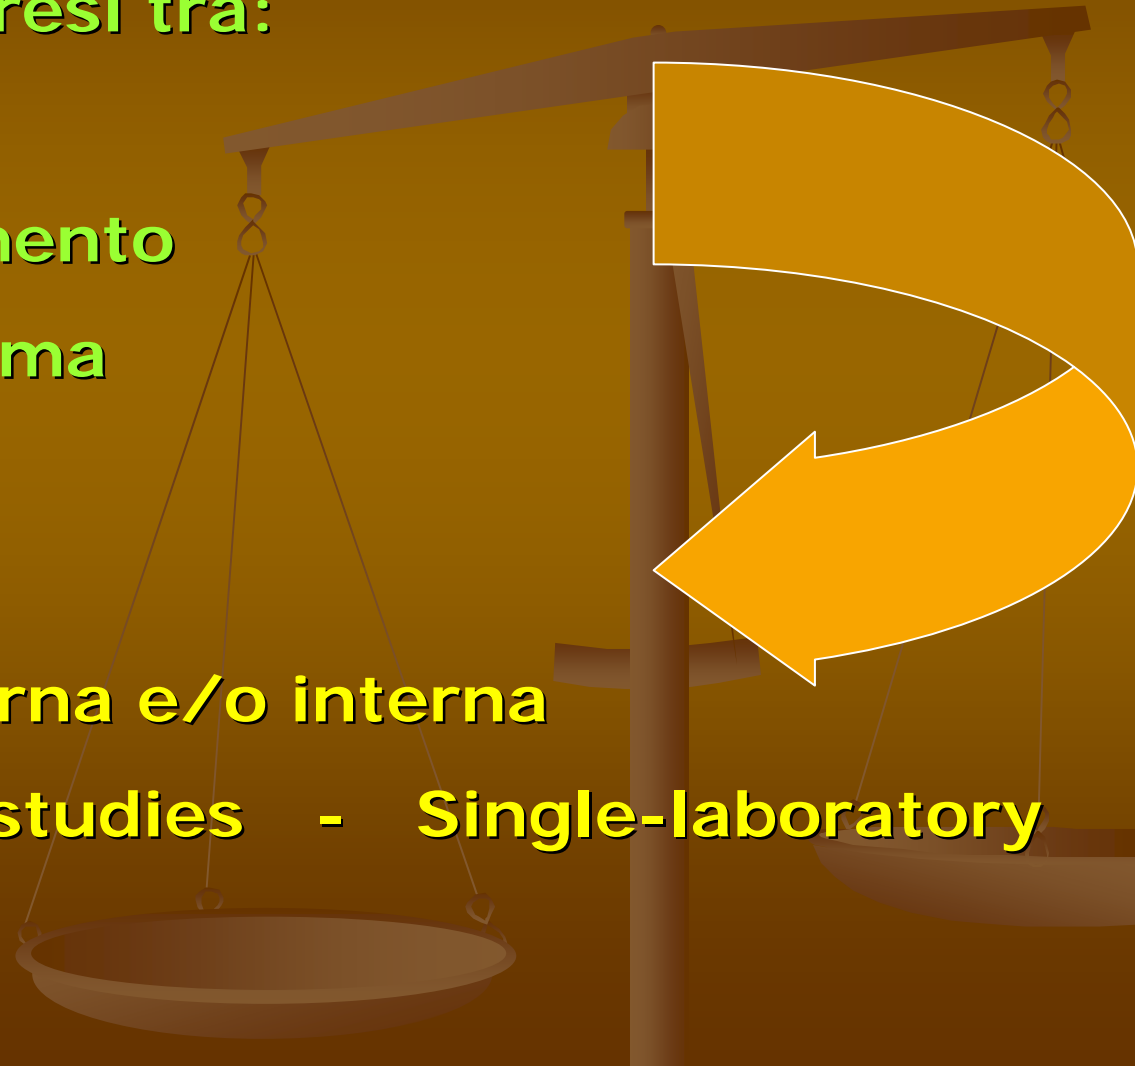 resi tra:
mento
ma
rna e/o interna
studies - Single-laboratory